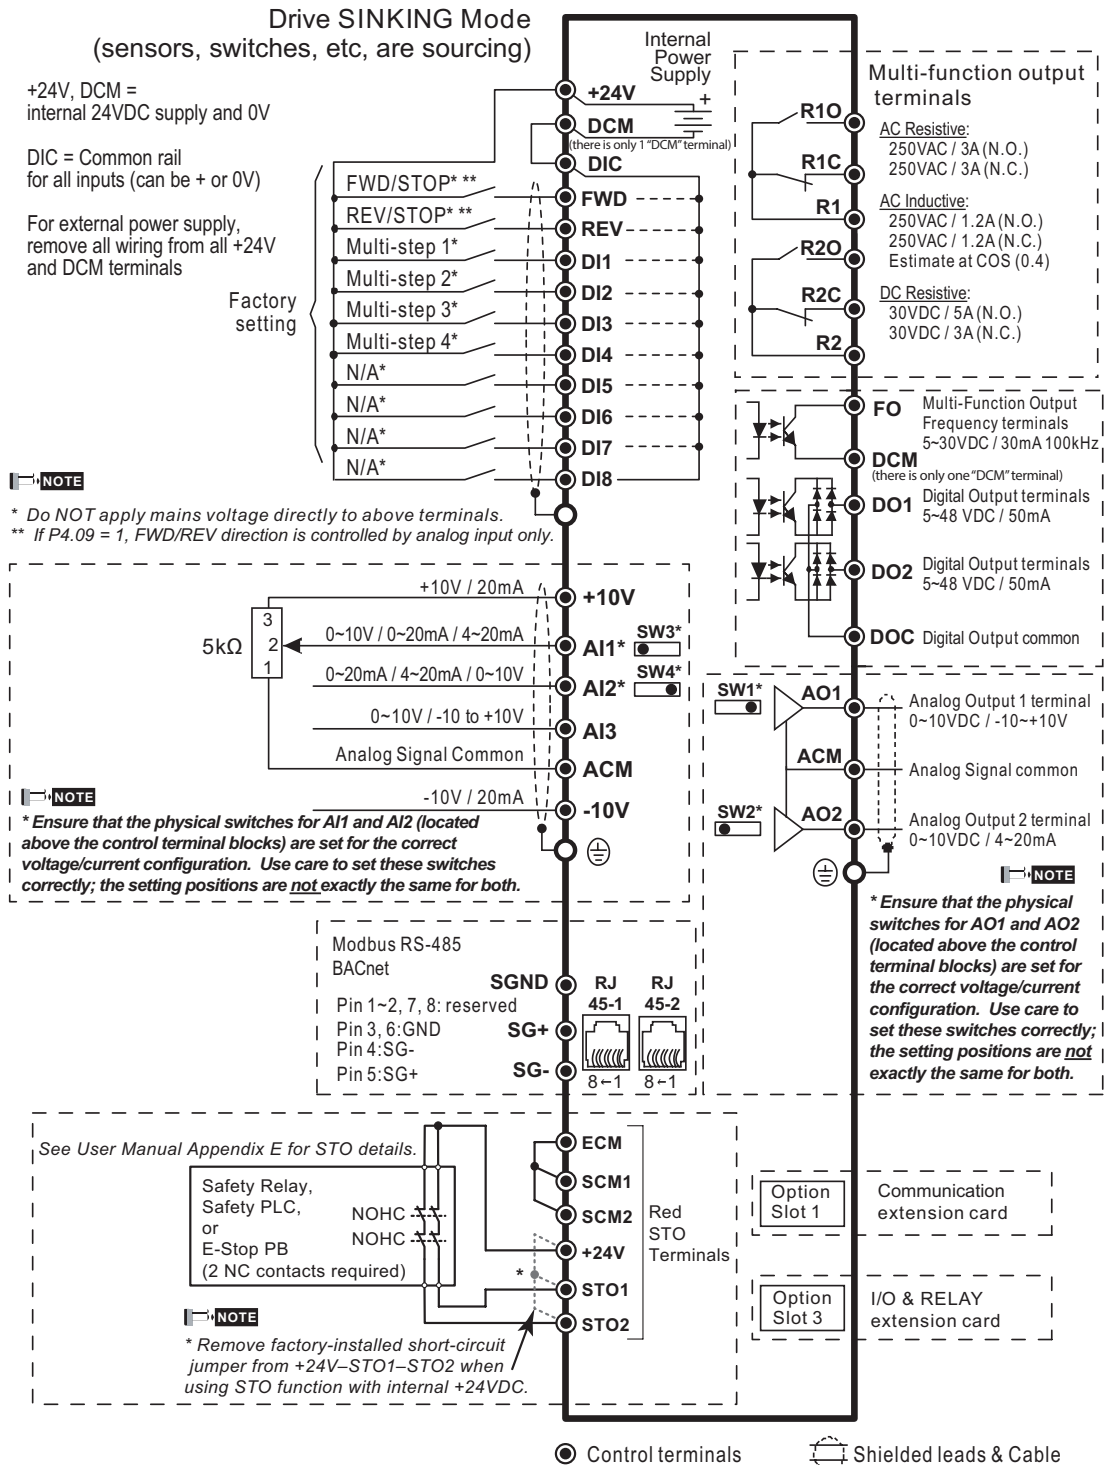 Drive SINKING Mode
(sensors, switches, etc, are sourcing)
+24V, DCM =
internal 24VDC supply and 0V
DIC = Common rail
for all inputs (can be + or 0V)
For external power supply,
remove all wiring from all +24V
and DCM terminals
Internal
Power
Supply
+24V
+
DCM
(there is only 1 "DCM" terminal)
DIC
Factory
setting
FWD/STOP* **
FWD
REV/STOP* **
REV
Multi-step 1*
DI1
Multi-step 2*
DI2
Multi-step 3*
DI3
Multi-step 4*
DI4
N/A*
DI5
N/A*
DI6
N/A*
DI7
N/A*
DI8
NOTE
* Do NOT apply mains voltage directly to above terminals.
** If P4.09 = 1, FWD/REV direction is controlled by analog input only.
Multi-function output
terminals
R1O
R1C
R1
R2O
R2C
R2
AC Resistive:
250VAC / 3A (N.O.)
250VAC / 3A (N.C.)
AC Inductive:
250VAC / 1.2A (N.O.)
250VAC / 1.2A (N.C.)
Estimate at COS (0.4)
DC Resistive:
30VDC / 5A (N.O.)
30VDC / 3A (N.C.)
FO
Multi-Function Output
Frequency terminals
5~30VDC / 30mA 100kHz
DCM
(there is only one "DCM" terminal)
DO1
Digital Output terminals
5~48 VDC / 50mA
DO2
Digital Output terminals
5~48 VDC / 50mA
DOC
Digital Output common
5kΩ
3
2
1
+10V / 20mA
+10V
0~10V / 0~20mA / 4~20mA
AI1*
SW3*
0~20mA / 4~20mA / 0~10V
AI2*
SW4*
0~10V / -10 to +10V
AI3
Analog Signal Common
ACM
-10V / 20mA
-10V
NOTE
* Ensure that the physical switches for AI1 and AI2 (located
above the control terminal blocks) are set for the correct
voltage/current configuration. Use care to set these switches
correctly; the setting positions are not exactly the same for both.
SW1*
AO1
Analog Output 1 terminal
0~10VDC / -10~+10V
ACM
Analog Signal common
SW2*
AO2
Analog Output 2 terminal
0~10VDC / 4~20mA
NOTE
* Ensure that the physical
switches for AO1 and AO2
(located above the control
terminal blocks) are set for
the correct voltage/current
configuration. Use care to
set these switches correctly;
the setting positions are not
exactly the same for both.
Modbus RS-485
BACnet
Pin 1~2, 7, 8: reserved
Pin 3, 6:GND
Pin 4:SG-
Pin 5:SG+
SGND
SG+
SG-
RJ
45-1
8←1
RJ
45-2
8←1
See User Manual Appendix E for STO details.
Safety Relay,
Safety PLC,
or
E-Stop PB
(2 NC contacts required)
NOHC
NOHC
ECM
SCM1
SCM2
+24V
*
STO1
STO2
Red
STO
Terminals
NOTE
* Remove factory-installed short-circuit
jumper from +24V–STO1–STO2 when
using STO function with internal +24VDC.
Option
Slot 1
Communication
extension card
Option
Slot 3
I/O & RELAY
extension card
Control terminals
Shielded leads & Cable